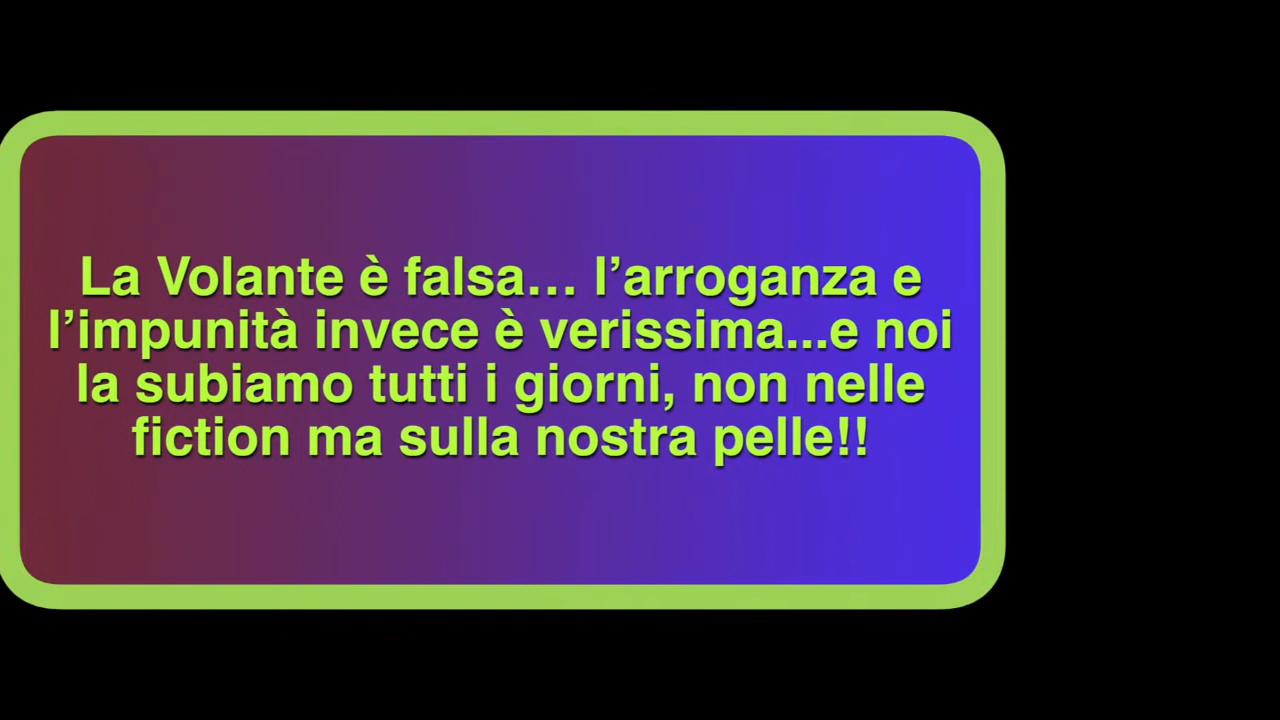 La Volante è falsa… l’arroganza e
l’impunità invece è verissima...e noi
la subiamo tutti i giorni, non nelle
fiction ma sulla nostra pelle!!